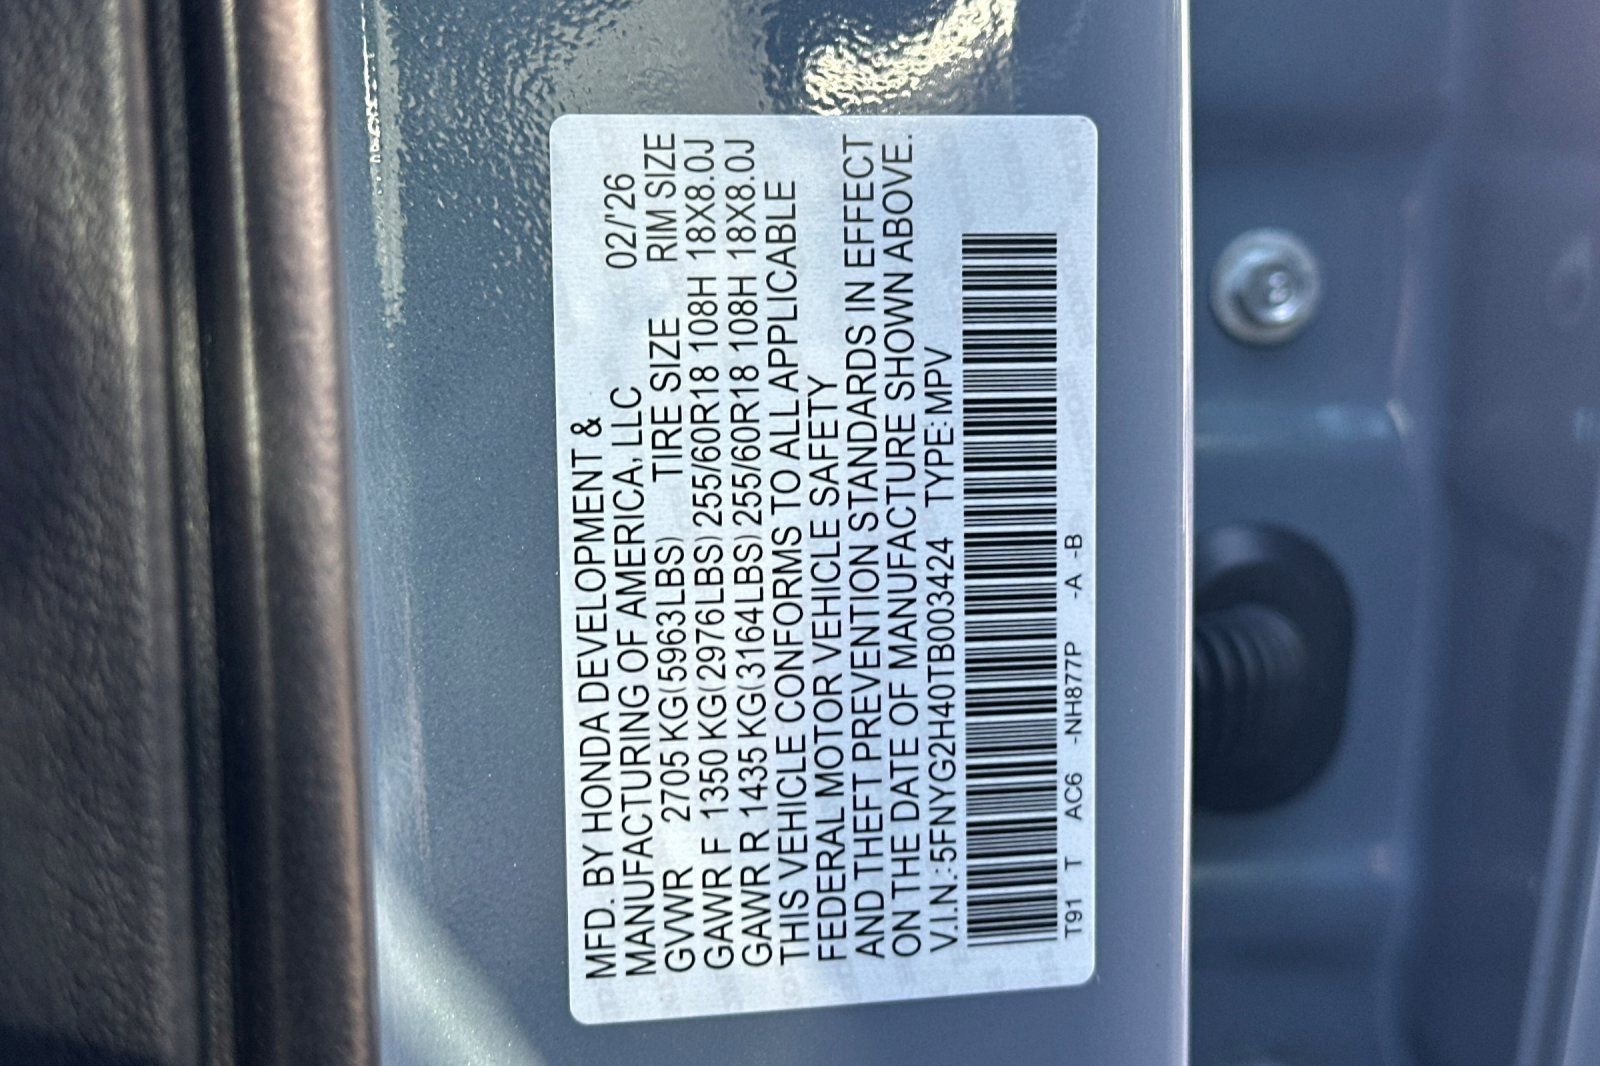 MFD. BY HONDA DEVELOPMENT &
MANUFACTURING OF AMERICA, LLC 02/'26
GVWR 2705 KG(5963LBS) TIRE SIZE RIM SIZE
GAWR F 1350 KG(2976LBS) 255/60R18 108H 18X8.0J
GAWR R 1435 KG(3164LBS) 255/60R18 108H 18X8.0J
THIS VEHICLE CONFORMS TO ALL APPLICABLE
FEDERAL MOTOR VEHICLE SAFETY
AND THEFT PREVENTION STANDARDS IN EFFECT
ON THE DATE OF MANUFACTURE SHOWN ABOVE.
V.I.N.:5FNYG2H40TB003424 TYPE:MPV
T91 T AC6 -NH877P -A -B